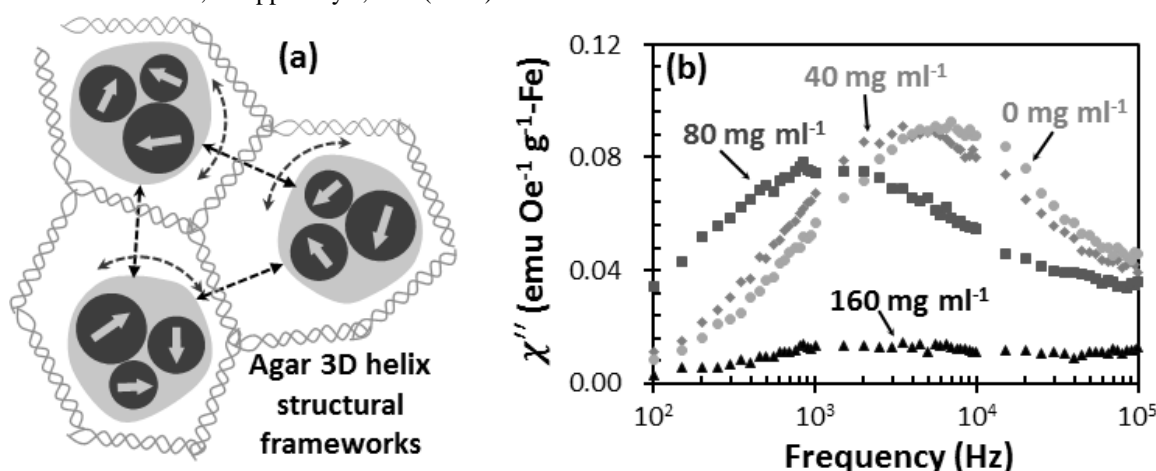 (a)
Agar 3D helix
structural
frameworks
(b)
0.12
0.08
0.04
0.00
χ″ (emu Oe⁻¹ g⁻¹-Fe)
40 mg ml⁻¹
0 mg ml⁻¹
80 mg ml⁻¹
160 mg ml⁻¹
10² 10³ 10⁴ 10⁵
Frequency (Hz)